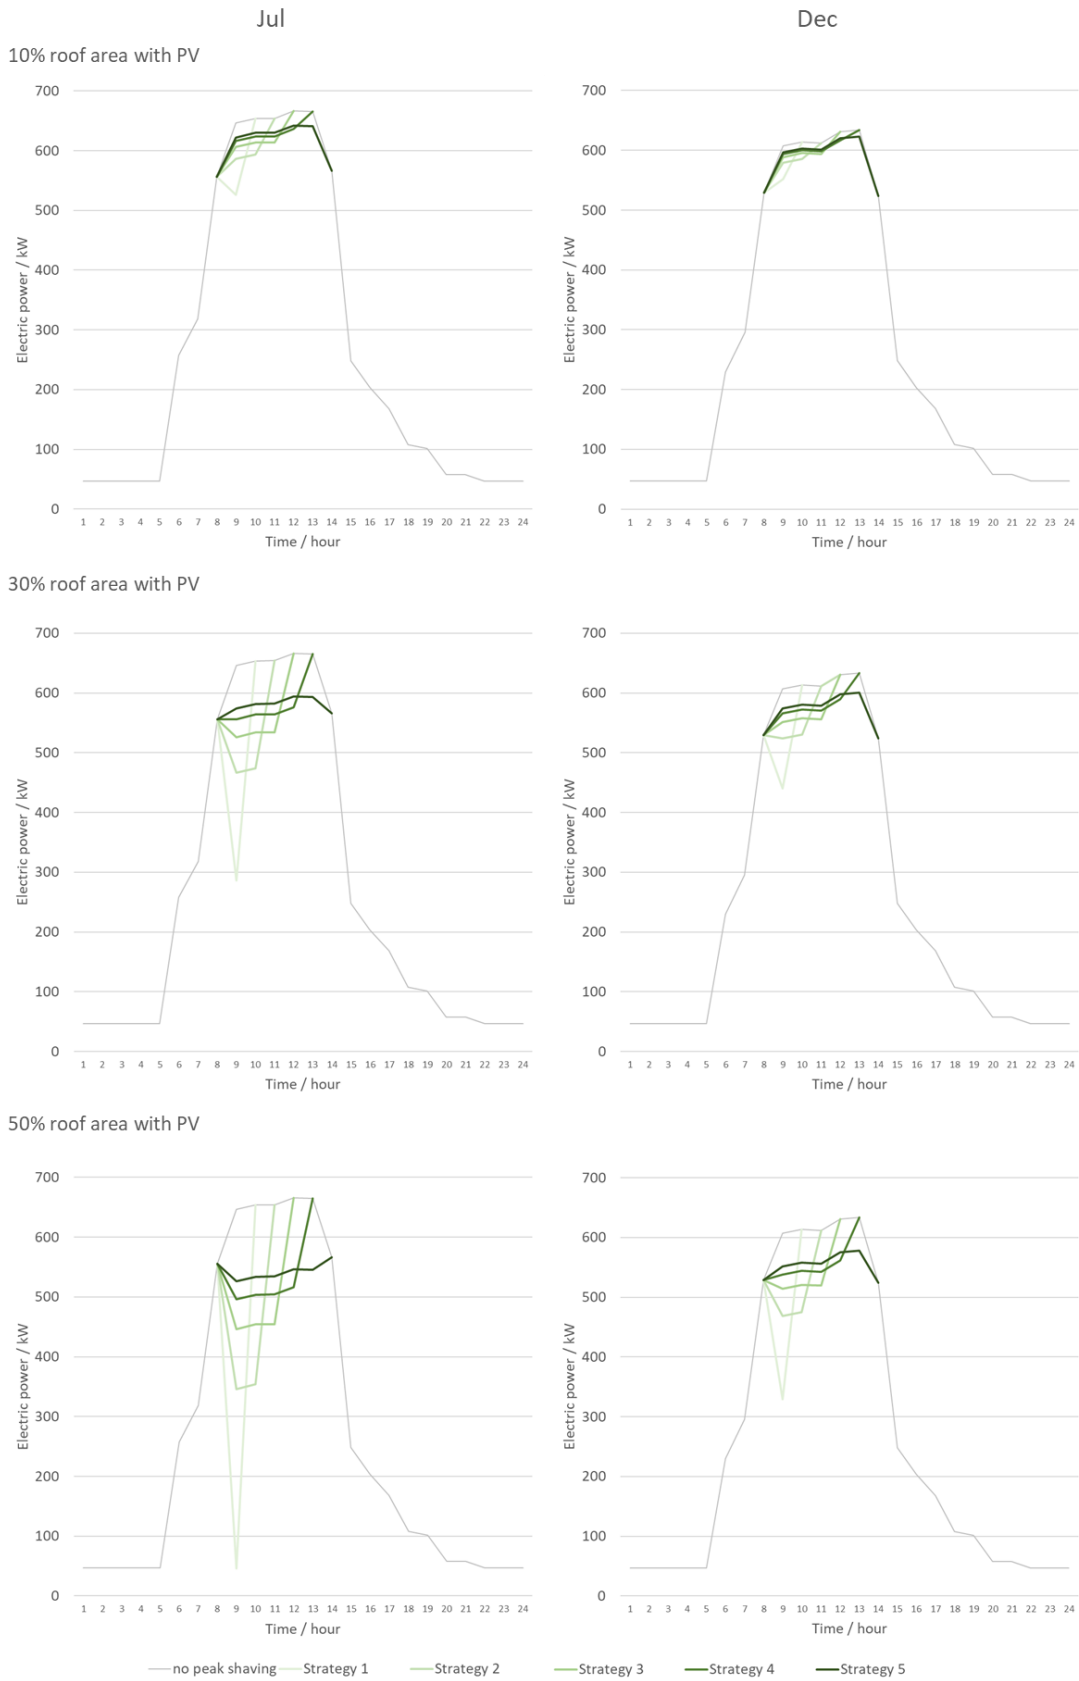 Jul Dec
10% roof area with PV
700 700
600 600
500 500
400 400
300 300
200 200
100 100
0 0
Electric power / kW Electric power / kW
1 2 3 4 5 6 7 8 9 10 11 12 13 14 15 16 17 18 19 20 21 22 23 24 1 2 3 4 5 6 7 8 9 10 11 12 13 14 15 16 17 18 19 20 21 22 23 24
Time / hour Time / hour
30% roof area with PV
700 700
600 600
500 500
400 400
300 300
200 200
100 100
0 0
Electric power / kW Electric power / kW
1 2 3 4 5 6 7 8 9 10 11 12 13 14 15 16 17 18 19 20 21 22 23 24 1 2 3 4 5 6 7 8 9 10 11 12 13 14 15 16 17 18 19 20 21 22 23 24
Time / hour Time / hour
50% roof area with PV
700 700
600 600
500 500
400 400
300 300
200 200
100 100
0 0
Electric power / kW Electric power / kW
1 2 3 4 5 6 7 8 9 10 11 12 13 14 15 16 17 18 19 20 21 22 23 24 1 2 3 4 5 6 7 8 9 10 11 12 13 14 15 16 17 18 19 20 21 22 23 24
Time / hour Time / hour
no peak shaving Strategy 1 Strategy 2 Strategy 3 Strategy 4 Strategy 5